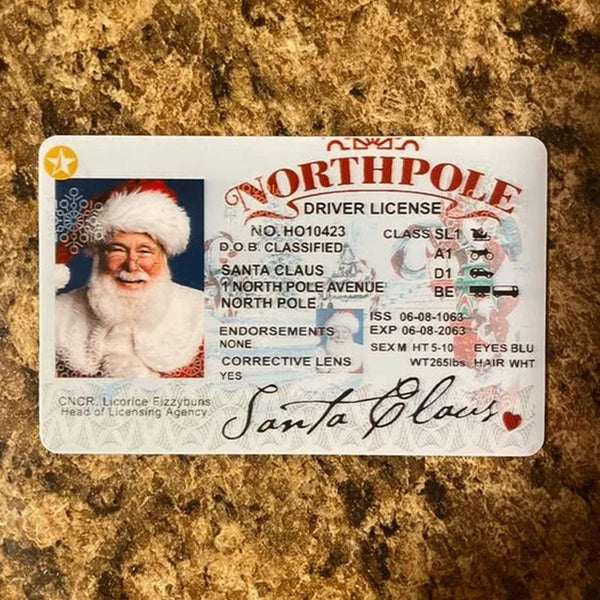 NORTHPOLE
DRIVER LICENSE
NO. HO10423 CLASS SL1
D.O.B. CLASSIFIED A1
SANTA CLAUS D1
1 NORTH POLE AVENUE BE
NORTH POLE
ISS 06-08-1063
ENDORSEMENTS EXP 06-08-2063
NONE SEX M HT 5-10 EYES BLU
CORRECTIVE LENS WT265lbs HAIR WHT
YES
CNCR. Licorice Fizzybuns
Head of Licensing Agency
Santa Claus